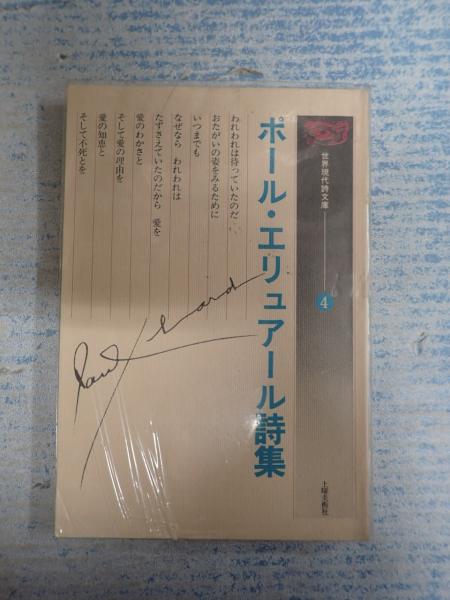 世界現代詩文庫
4
ポール・エリュアール詩集
われわれは待っていたのだ
おたがいの姿をみるために
いつまでも
なぜなら われわれは
たずさえていたのだから 愛を
愛のわかさと
そして愛の理由を
愛の知恵と
そして不死とを
Paul Eluard
土曜美術社